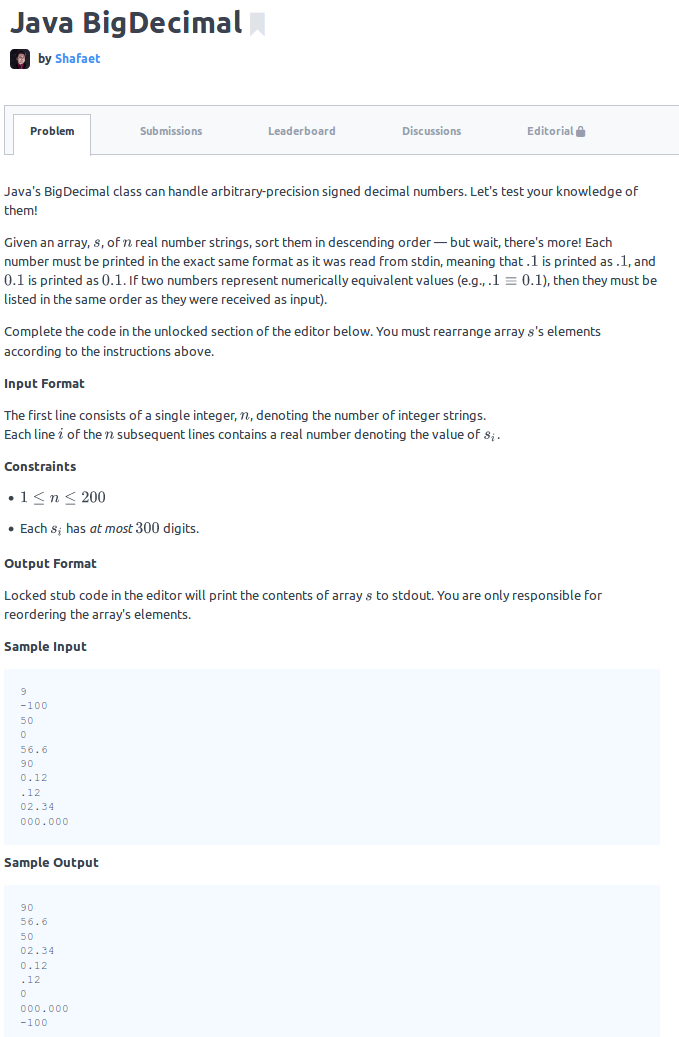 Java BigDecimal
by Shafaet
Problem Submissions Leaderboard Discussions Editorial
Java's BigDecimal class can handle arbitrary-precision signed decimal numbers. Let's test your knowledge of
them!
Given an array, s, of n real number strings, sort them in descending order — but wait, there's more! Each
number must be printed in the exact same format as it was read from stdin, meaning that .1 is printed as .1, and
0.1 is printed as 0.1. If two numbers represent numerically equivalent values (e.g., .1 ≡ 0.1), then they must be
listed in the same order as they were received as input).
Complete the code in the unlocked section of the editor below. You must rearrange array s's elements
according to the instructions above.
Input Format
The first line consists of a single integer, n, denoting the number of integer strings.
Each line i of the n subsequent lines contains a real number denoting the value of sᵢ.
Constraints
• 1 ≤ n ≤ 200
• Each sᵢ has at most 300 digits.
Output Format
Locked stub code in the editor will print the contents of array s to stdout. You are only responsible for
reordering the array's elements.
Sample Input
9
-100
50
0
56.6
90
0.12
.12
02.34
000.000
Sample Output
90
56.6
50
02.34
0.12
.12
0
000.000
-100